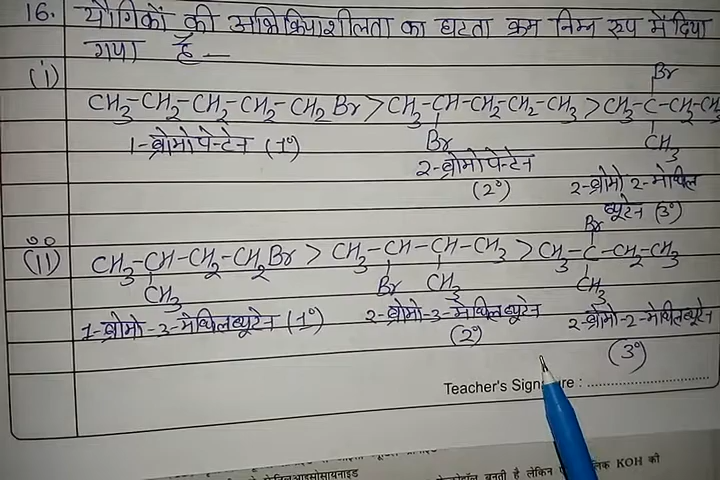 16. यौगिकों की अभिक्रियाशीलता का घटता क्रम निम्न रूप में दिया
गया है —
(i)
Br
CH3-CH2-CH2-CH2-CH2Br > CH3-CH-CH2-CH2-CH3 > CH3-C-CH2-CH3
Br
CH3
1-ब्रोमोपेन्टेन (1°)
2-ब्रोमोपेन्टेन
(2°)
2-ब्रोमो 2-मेथिल
ब्यूटेन (3°)
(ii)
Br
CH3-CH-CH2-CH2Br > CH3-CH-CH-CH3 > CH3-C-CH2-CH3
CH3
Br CH3
CH3
1-ब्रोमो-3-मेथिलब्यूटेन (1°)
2-ब्रोमो-3-मेथिलब्यूटेन
(2°)
2-ब्रोमो-2-मेथिलब्यूटेन
(3°)
Teacher's Signature :
बनती है लेकिन
KOH की